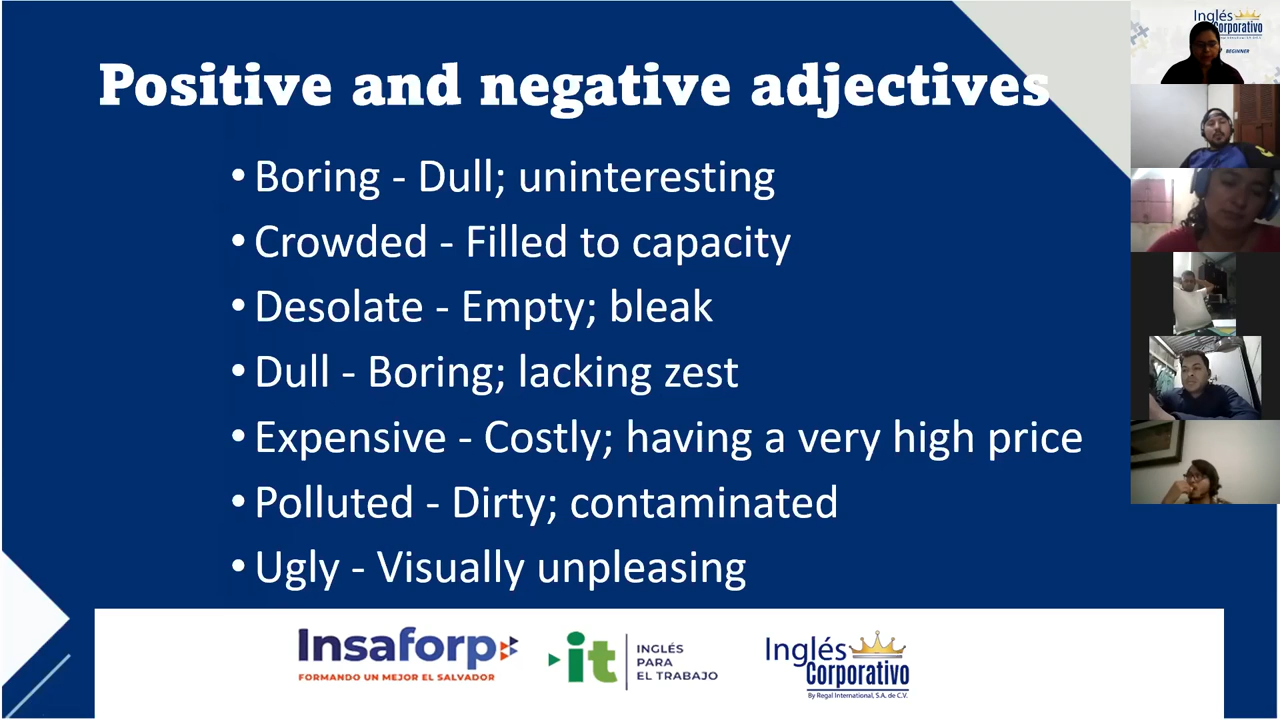 Positive and negative adjectives
• Boring - Dull; uninteresting
• Crowded - Filled to capacity
• Desolate - Empty; bleak
• Dull - Boring; lacking zest
• Expensive - Costly; having a very high price
• Polluted - Dirty; contaminated
• Ugly - Visually unpleasing
Insaforp
FORMANDO UN MEJOR EL SALVADOR
it
INGLÉS
PARA
EL TRABAJO
Inglés
Corporativo
By Regal International, S.A. de C.V.
Inglés
Corporativo
BEGINNER